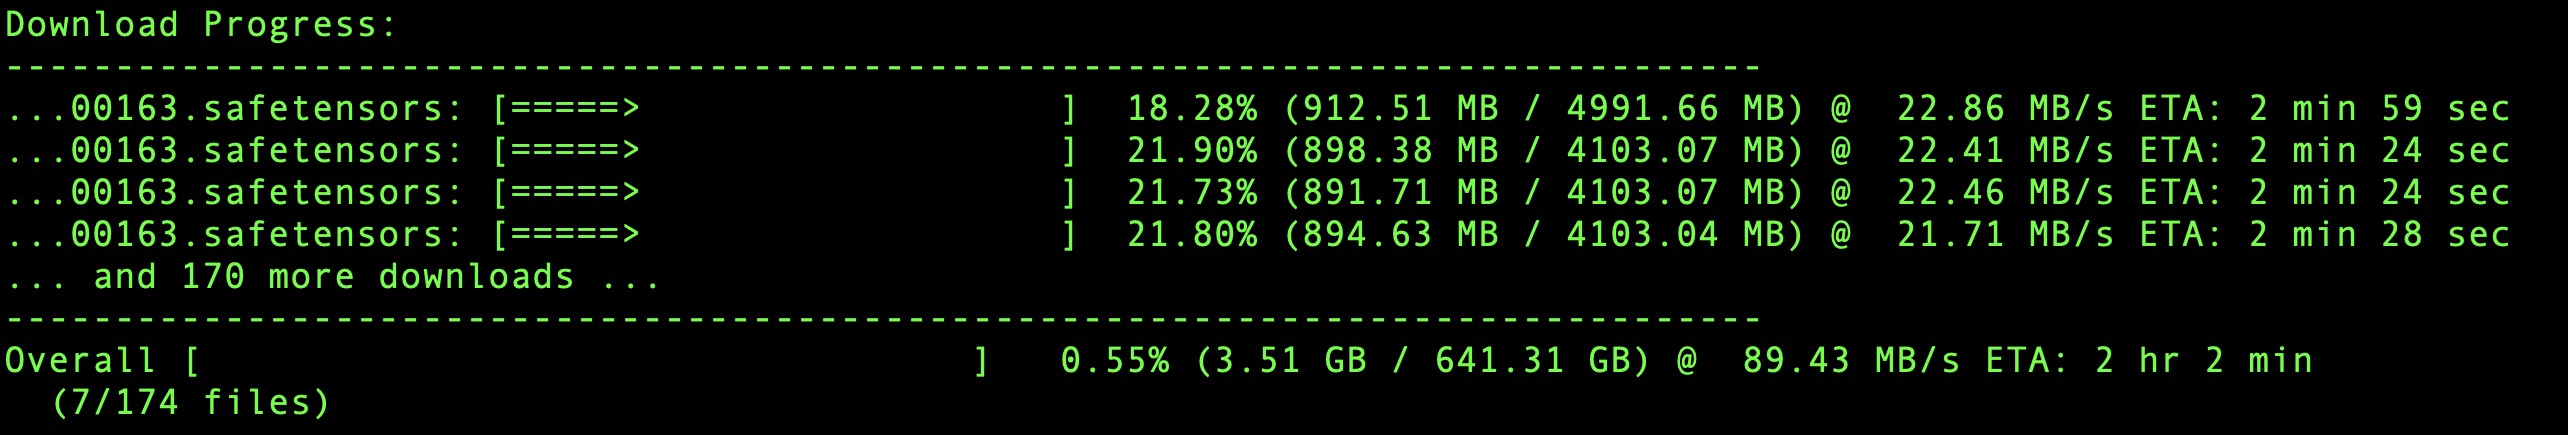 Download Progress:
--------------------------------------------------------------------------------
...00163.safetensors: [=====>                   ]  18.28% (912.51 MB / 4991.66 MB) @  22.86 MB/s ETA: 2 min 59 sec
...00163.safetensors: [=====>                   ]  21.90% (898.38 MB / 4103.07 MB) @  22.41 MB/s ETA: 2 min 24 sec
...00163.safetensors: [=====>                   ]  21.73% (891.71 MB / 4103.07 MB) @  22.46 MB/s ETA: 2 min 24 sec
...00163.safetensors: [=====>                   ]  21.80% (894.63 MB / 4103.04 MB) @  21.71 MB/s ETA: 2 min 28 sec
... and 170 more downloads ...
--------------------------------------------------------------------------------
Overall [                                   ]   0.55% (3.51 GB / 641.31 GB) @  89.43 MB/s ETA: 2 hr 2 min
  (7/174 files)